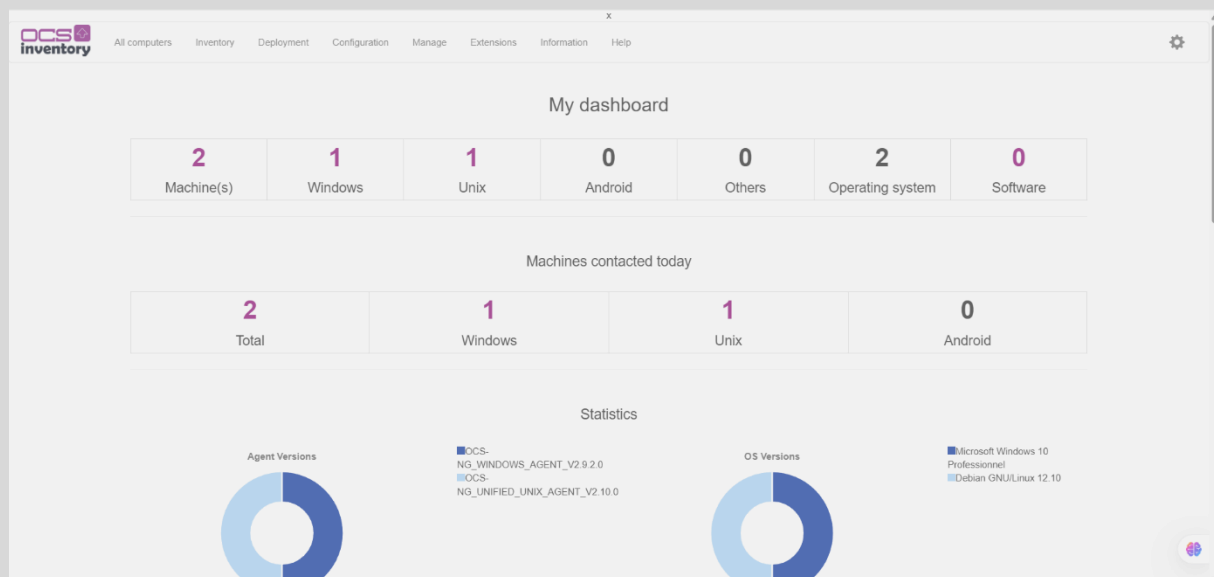 x
OCS
inventory
All computers Inventory Deployment Configuration Manage Extensions Information Help
My dashboard
2 1 1 0 0 2 0
Machine(s) Windows Unix Android Others Operating system Software
Machines contacted today
2 1 1 0
Total Windows Unix Android
Statistics
Agent Versions
OCS-
NG_WINDOWS_AGENT_V2.9.2.0
OCS-
NG_UNIFIED_UNIX_AGENT_V2.10.0
OS Versions
Microsoft Windows 10
Professionnel
Debian GNU/Linux 12.10